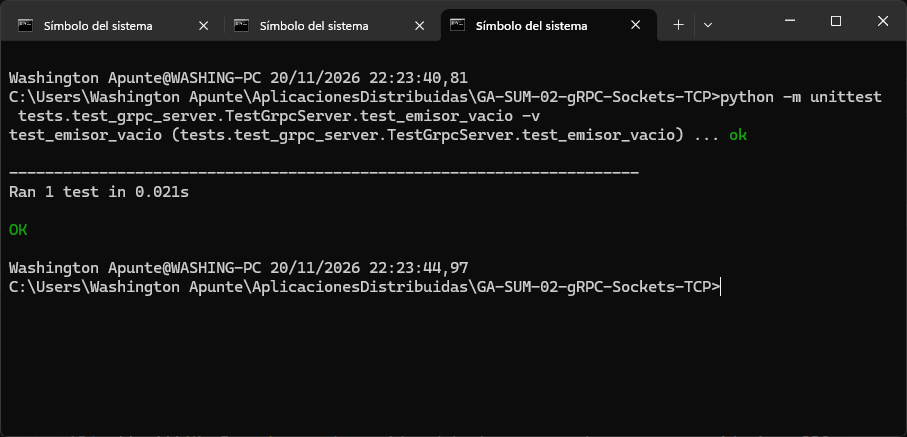 Símbolo del sistema
Símbolo del sistema
Símbolo del sistema
Washington Apunte@WASHING-PC 20/11/2026 22:23:40,81
C:\Users\Washington Apunte\AplicacionesDistribuidas\GA-SUM-02-gRPC-Sockets-TCP>python -m unittest
tests.test_grpc_server.TestGrpcServer.test_emisor_vacio -v
test_emisor_vacio (tests.test_grpc_server.TestGrpcServer.test_emisor_vacio) ... ok
----------------------------------------------------------------------
Ran 1 test in 0.021s
OK
Washington Apunte@WASHING-PC 20/11/2026 22:23:44,97
C:\Users\Washington Apunte\AplicacionesDistribuidas\GA-SUM-02-gRPC-Sockets-TCP>